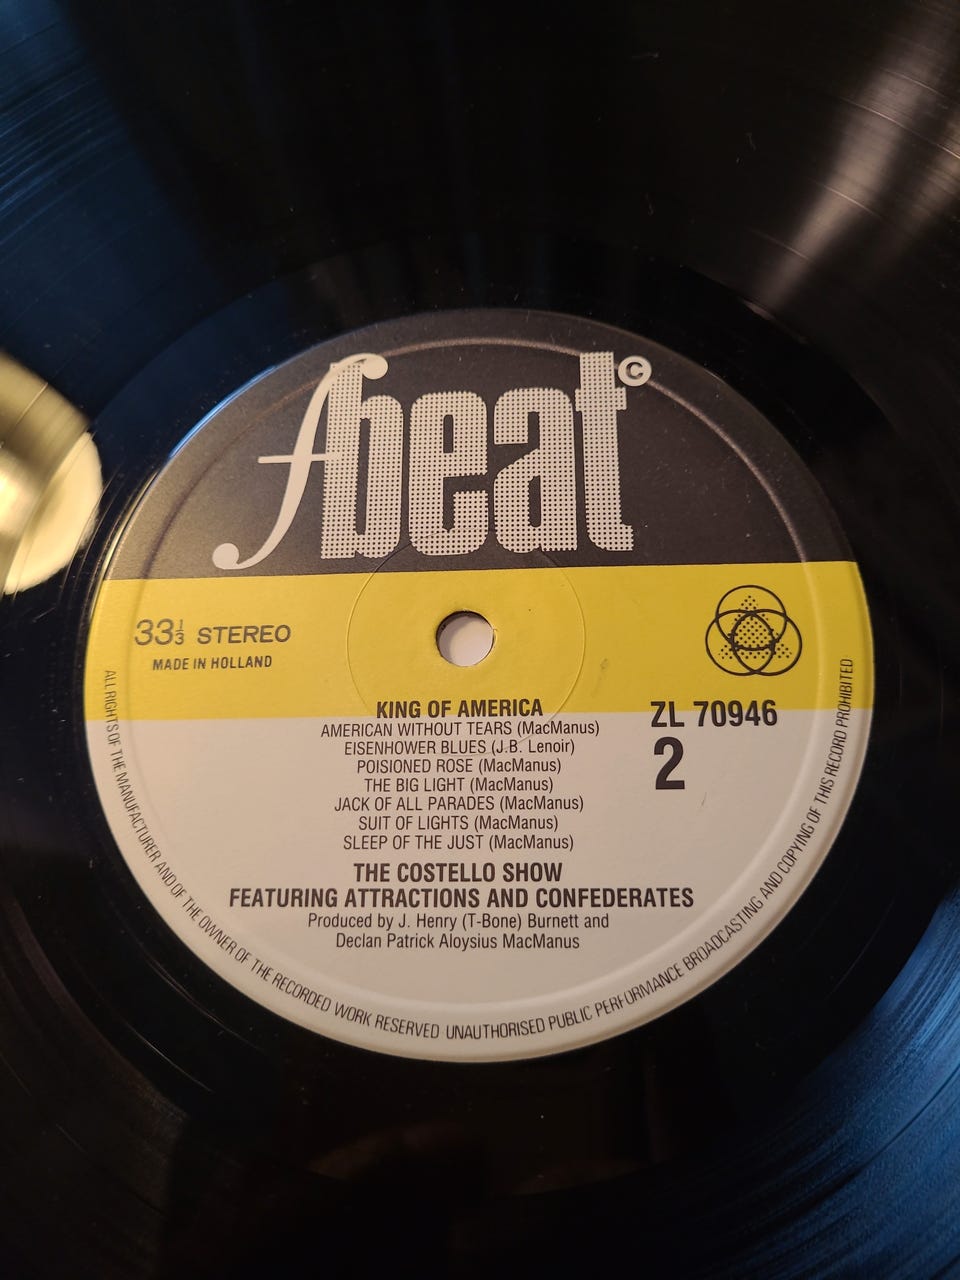 fbeat ©
33⅓ STEREO
MADE IN HOLLAND
KING OF AMERICA
AMERICAN WITHOUT TEARS (MacManus)
EISENHOWER BLUES (J.B. Lenoir)
POISIONED ROSE (MacManus)
THE BIG LIGHT (MacManus)
JACK OF ALL PARADES (MacManus)
SUIT OF LIGHTS (MacManus)
SLEEP OF THE JUST (MacManus)
ZL 70946
2
THE COSTELLO SHOW
FEATURING ATTRACTIONS AND CONFEDERATES
Produced by J. Henry (T-Bone) Burnett and
Declan Patrick Aloysius MacManus
ALL RIGHTS OF THE MANUFACTURER AND OF THE OWNER OF THE RECORDED WORK RESERVED UNAUTHORISED PUBLIC PERFORMANCE BROADCASTING AND COPYING OF THIS RECORD PROHIBITED